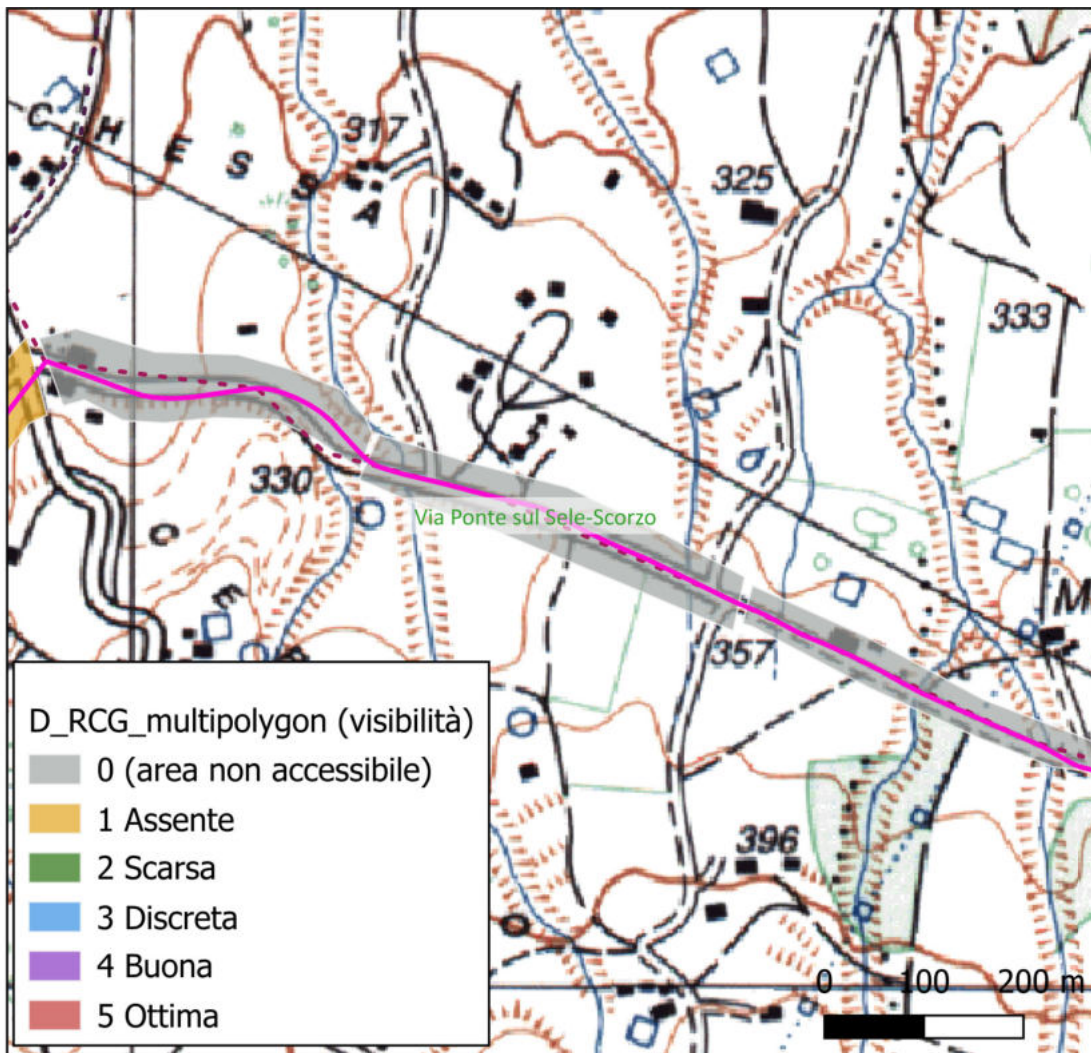 CHESSA
317
325
333
330
Via Ponte sul Sele-Scorzo
M
357
D_RCG_multipolygon (visibilità)
0 (area non accessibile)
1 Assente
2 Scarsa
3 Discreta
4 Buona
5 Ottima
396
0 100 200 m